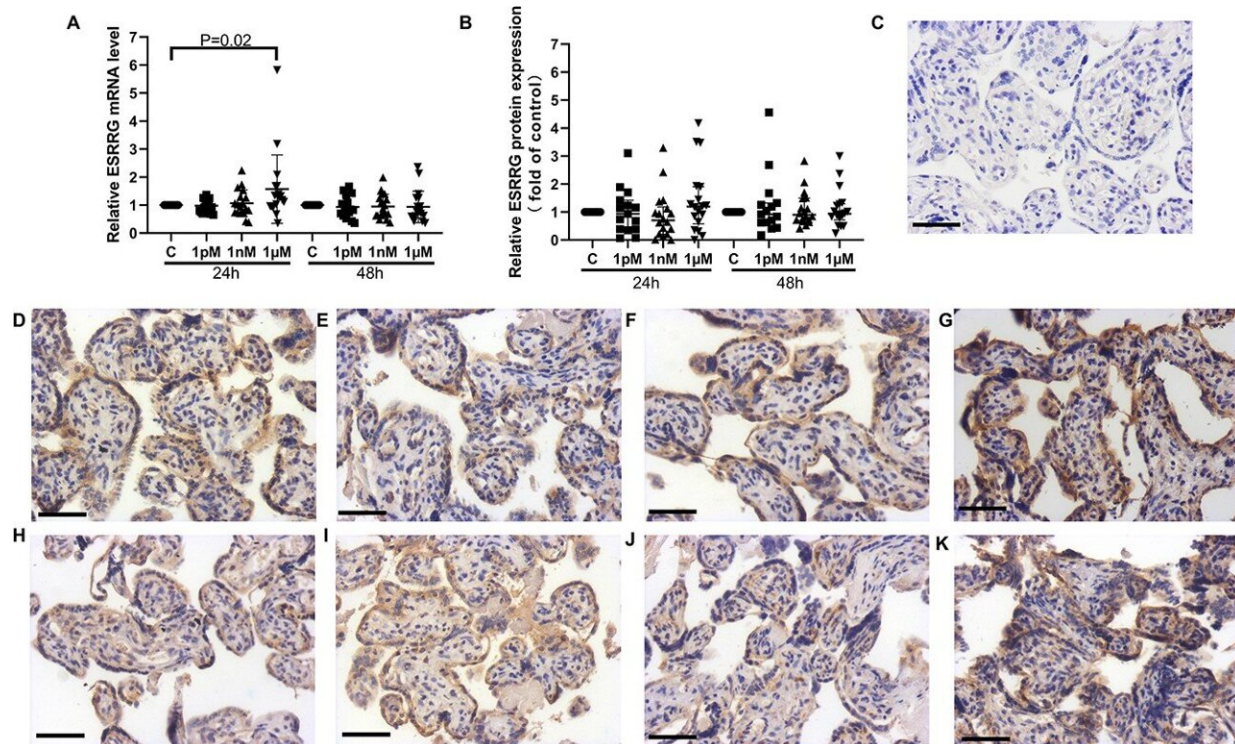 A
Relative ESRRG mRNA level
P=0.02
7
6
5
4
3
2
1
0
C 1pM 1nM 1μM C 1pM 1nM 1μM
24h 48h
B
Relative ESRRG protein expression
( fold of control)
7
6
5
4
3
2
1
0
C 1pM 1nM 1μM C 1pM 1nM 1μM
24h 48h
C
D
E
F
G
H
I
J
K